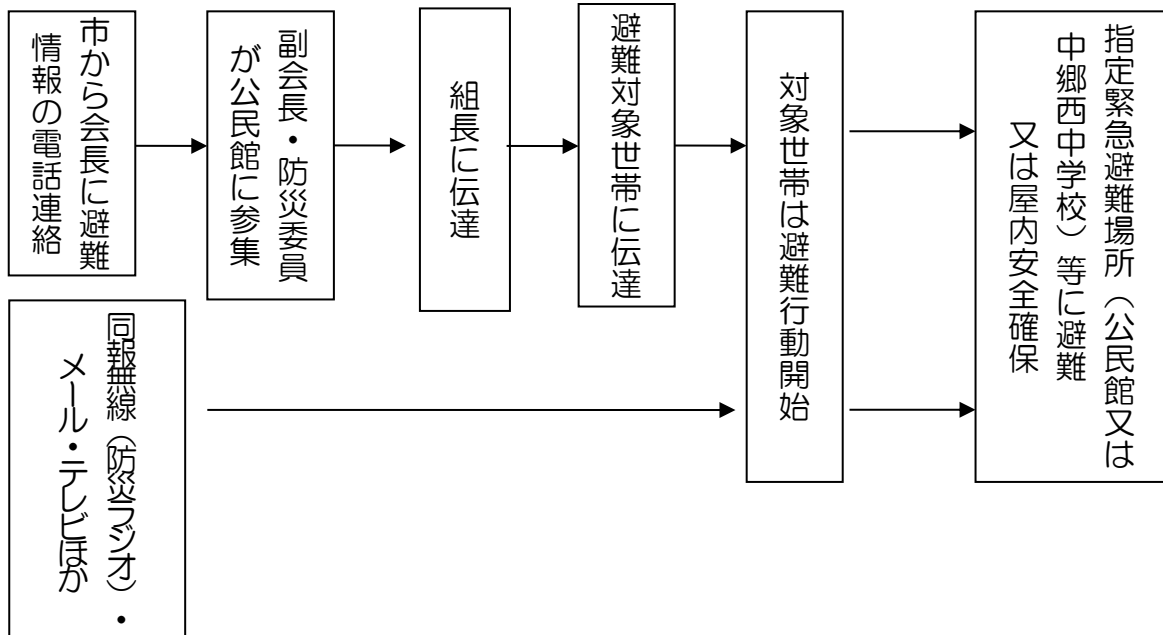 市から会長に避難
情報の電話連絡
副会長・防災委員
が公民館に参集
組長に伝達
避難対象世帯に伝達
対象世帯は避難行動開始
指定緊急避難場所（公民館又は
中郷西中学校）等に避難
又は屋内安全確保
同報無線（防災ラジオ）・
メール・テレビほか